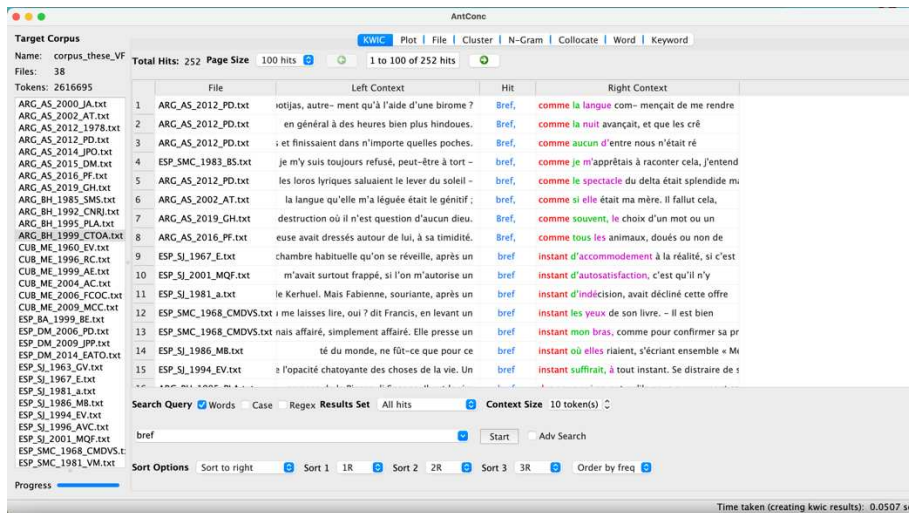 AntConc
Target Corpus
Name: corpus_these_VF
Files: 38
Tokens: 2616695
ARG_AS_2000_JA.txt
ARG_AS_2002_AT.txt
ARG_AS_2012_1978.txt
ARG_AS_2012_PD.txt
ARG_AS_2014_JPO.txt
ARG_AS_2015_DM.txt
ARG_AS_2016_PF.txt
ARG_AS_2019_GH.txt
ARG_BH_1985_SMS.txt
ARG_BH_1992_CNRJ.txt
ARG_BH_1995_PLA.txt
ARG_BH_1999_CTOA.txt
CUB_ME_1960_EV.txt
CUB_ME_1996_RC.txt
CUB_ME_1999_AE.txt
CUB_ME_2004_AC.txt
CUB_ME_2006_FCOC.txt
CUB_ME_2009_MCC.txt
ESP_BA_1999_BE.txt
ESP_DM_2006_PD.txt
ESP_DM_2009_JPP.txt
ESP_DM_2014_EATO.txt
ESP_SJ_1963_GV.txt
ESP_SJ_1967_E.txt
ESP_SJ_1981_a.txt
ESP_SJ_1986_MB.txt
ESP_SJ_1994_EV.txt
ESP_SJ_1996_AVC.txt
ESP_SJ_2001_MQF.txt
ESP_SMC_1968_CMDVS.t
ESP_SMC_1981_VM.txt
Progress
KWIC Plot File Cluster N-Gram Collocate Word Keyword
Total Hits: 252 Page Size 100 hits 1 to 100 of 252 hits
File Left Context Hit Right Context
1 ARG_AS_2012_PD.txt otijas, autre- ment qu'à l'aide d'une birome ? Bref, comme la langue com- mençait de me rendre
2 ARG_AS_2012_PD.txt en général à des heures bien plus hindoues. Bref, comme la nuit avançait, et que les crê
3 ARG_AS_2012_PD.txt ; et finissaient dans n'importe quelles poches. Bref, comme aucun d'entre nous n'était ré
4 ESP_SMC_1983_BS.txt je m'y suis toujours refusé, peut-être à tort - Bref, comme je m'apprêtais à raconter cela, j'entend
5 ARG_AS_2012_PD.txt les loros lyriques saluaient le lever du soleil - Bref, comme le spectacle du delta était splendide ma
6 ARG_AS_2002_AT.txt la langue qu'elle m'a léguée était le génitif ; Bref, comme si elle était ma mère. Il fallut cela,
7 ARG_AS_2019_GH.txt destruction où il n'est question d'aucun dieu. Bref, comme souvent, le choix d'un mot ou un
8 ARG_AS_2016_PF.txt euse avait dressés autour de lui, à sa timidité. Bref, comme tous les animaux, doués ou non de
9 ESP_SJ_1967_E.txt chambre habituelle qu'on se réveille, après un bref instant d'accommodement à la réalité, si c'est
10 ESP_SJ_2001_MQF.txt m'avait surtout frappé, si l'on m'autorise un bref instant d'autosatisfaction, c'est qu'il n'y
11 ESP_SJ_1981_a.txt le Kerhuel. Mais Fabienne, souriante, après un bref instant d'indécision, avait décliné cette offre
12 ESP_SMC_1968_CMDVS.txt me laisses lire, oui ? dit Francis, en levant un bref instant les yeux de son livre. – Il est bien
13 ESP_SMC_1968_CMDVS.txt mais affairé, simplement affairé. Elle presse un bref instant mon bras, comme pour confirmer sa pr
14 ESP_SJ_1986_MB.txt té du monde, ne fût-ce que pour ce bref instant où elles riaient, s'écriant ensemble « Me
15 ESP_SJ_1994_EV.txt e l'opacité chatoyante des choses de la vie. Un bref instant suffirait, à tout instant. Se distraire de s
Search Query Words Case Regex Results Set All hits Context Size 10 token(s)
bref Start Adv Search
Sort Options Sort to right Sort 1 1R Sort 2 2R Sort 3 3R Order by freq
Time taken (creating kwic results): 0.0507 s